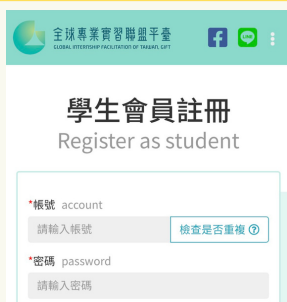 全球專業實習聯盟平臺
GLOBAL INTERNSHIP FACILITATION OF TAIWAN, GIFT
學生會員註冊
Register as student
*帳號 account
請輸入帳號 檢查是否重複
*密碼 password
請輸入密碼